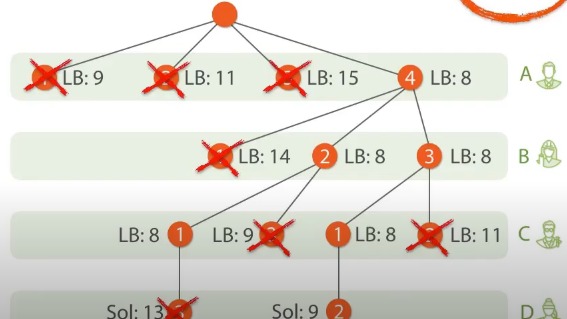 LB: 9 LB: 11 LB: 15 4 LB: 8 A
LB: 14 2 LB: 8 3 LB: 8 B
LB: 8 1 LB: 9 1 LB: 8 LB: 11 C
Sol: 13 Sol: 9 2 D